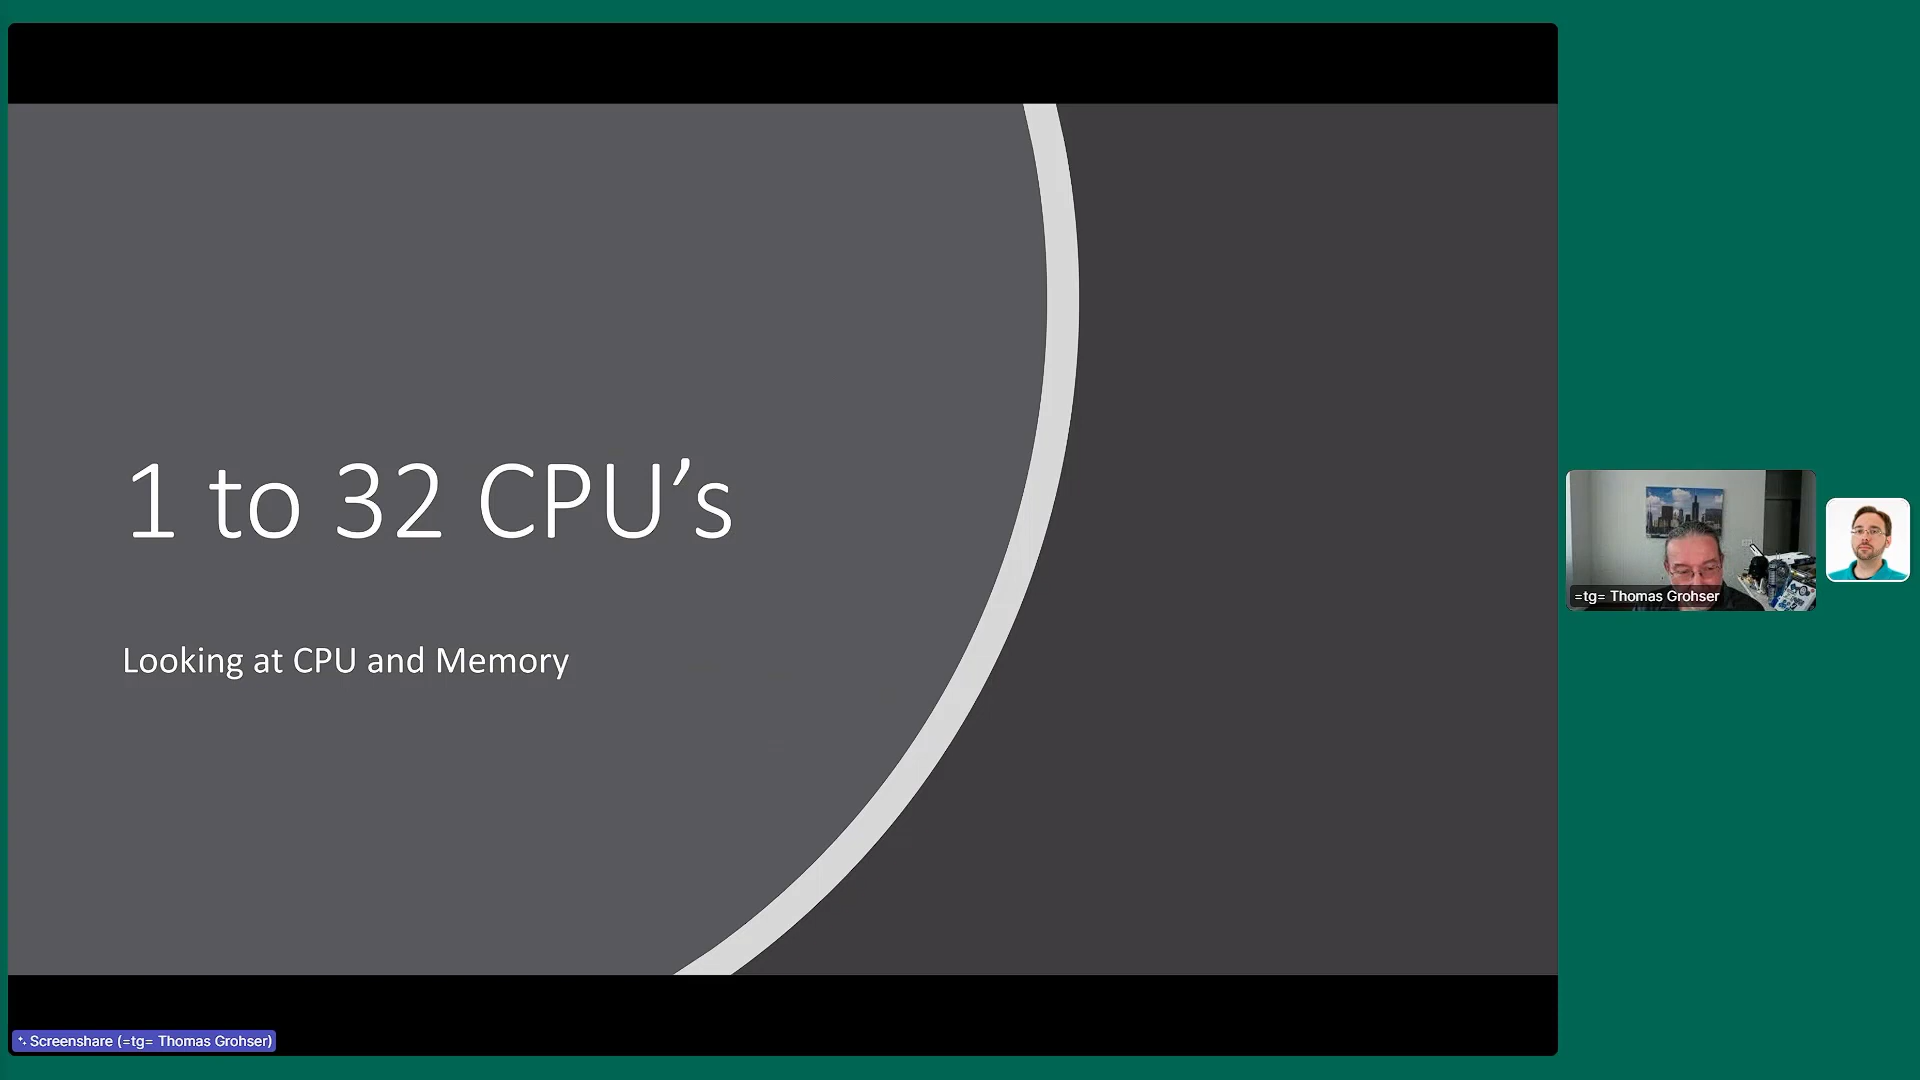 1 to 32 CPU’s
Looking at CPU and Memory
=tg= Thomas Grohser
Screenshare (=tg= Thomas Grohser)